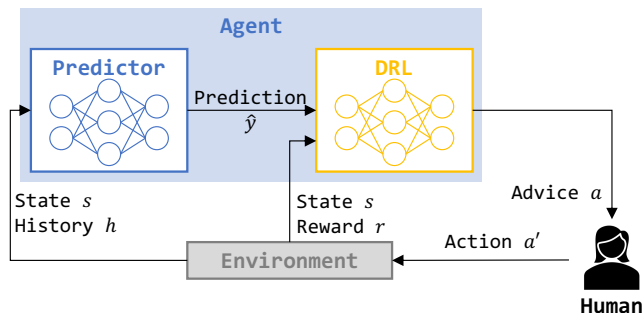 Agent
Predictor
DRL
Prediction
ŷ
State s
History h
State s
Reward r
Advice a
Action a′
Environment
Human